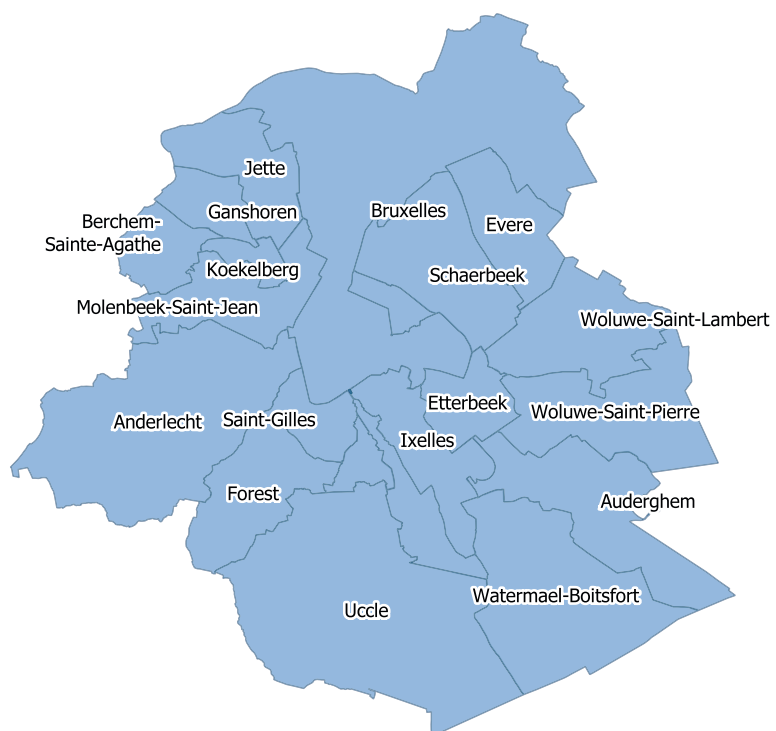 Jette
Ganshoren
Bruxelles
Evere
Berchem-
Sainte-Agathe
Koekelberg
Schaerbeek
Molenbeek-Saint-Jean
Woluwe-Saint-Lambert
Anderlecht
Saint-Gilles
Etterbeek
Woluwe-Saint-Pierre
Ixelles
Forest
Auderghem
Watermael-Boitsfort
Uccle